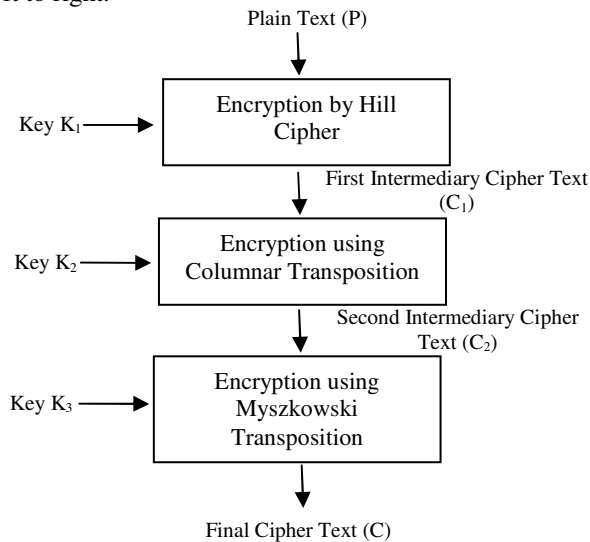 ft to right.
Plain Text (P)
Encryption by Hill
Cipher
Key K₁
First Intermediary Cipher Text
(C₁)
Encryption using
Columnar Transposition
Key K₂
Second Intermediary Cipher
Text (C₂)
Encryption using
Myszkowski
Transposition
Key K₃
Final Cipher Text (C)